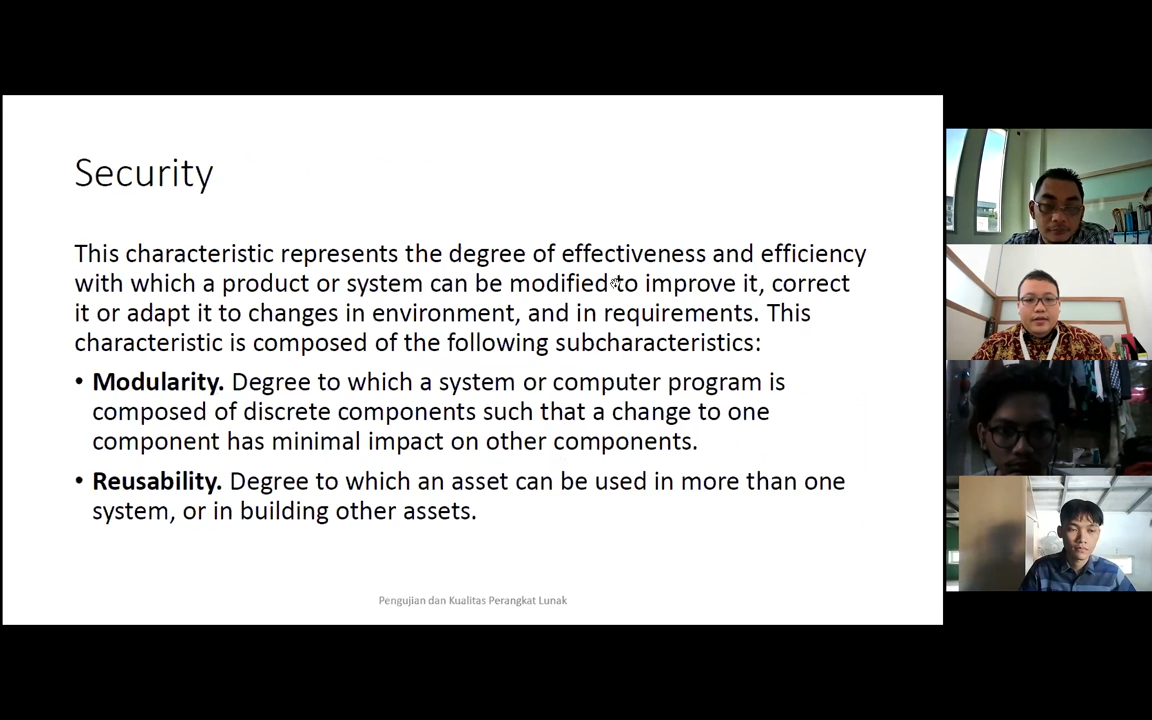 Security
This characteristic represents the degree of effectiveness and efficiency
with which a product or system can be modified to improve it, correct
it or adapt it to changes in environment, and in requirements. This
characteristic is composed of the following subcharacteristics:
• Modularity. Degree to which a system or computer program is
composed of discrete components such that a change to one
component has minimal impact on other components.
• Reusability. Degree to which an asset can be used in more than one
system, or in building other assets.
Pengujian dan Kualitas Perangkat Lunak